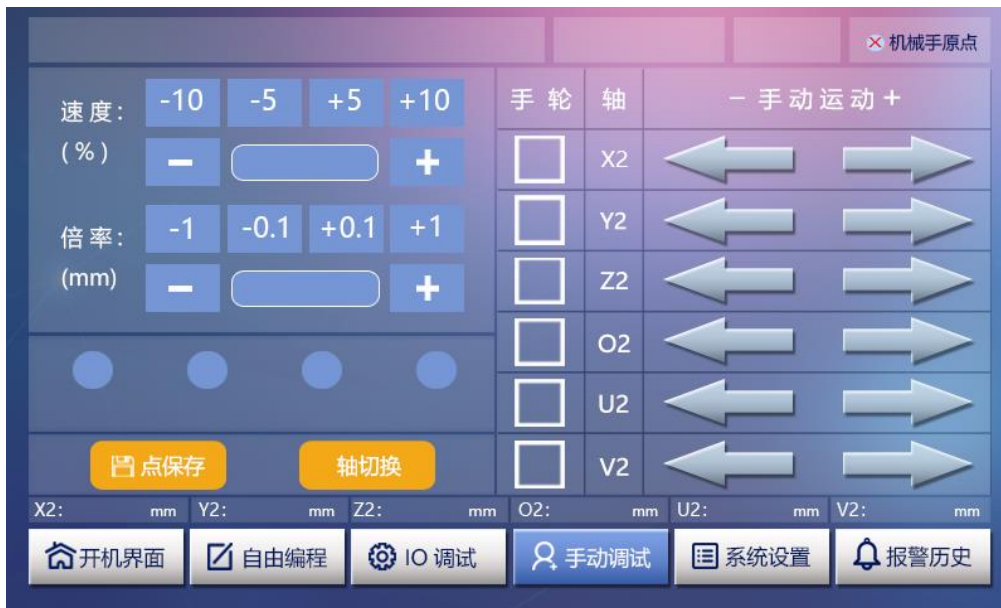 机械手原点
速度: -10 -5 +5 +10
(%) − +
倍率: -1 -0.1 +0.1 +1
(mm) − +
点保存 轴切换
手轮 轴 − 手动运动 +
X2
Y2
Z2
O2
U2
V2
X2: mm Y2: mm Z2: mm O2: mm U2: mm V2: mm
开机界面 自由编程 IO 调试 手动调试 系统设置 报警历史